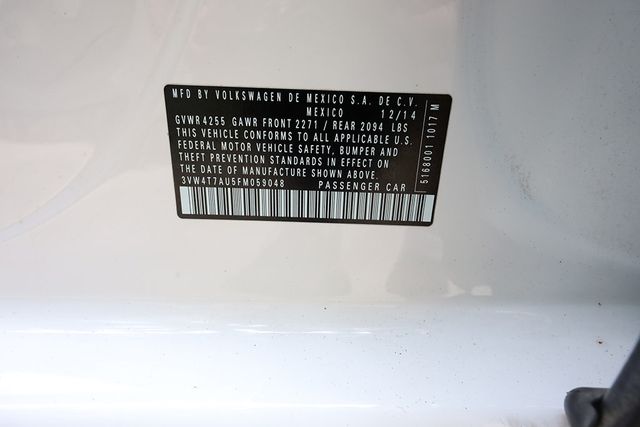 MFD BY VOLKSWAGEN DE MEXICO S.A. DE C.V.
MEXICO 12/14
GVWR 4255 GAWR FRONT 2271 / REAR 2094 LBS
THIS VEHICLE CONFORMS TO ALL APPLICABLE U.S.
FEDERAL MOTOR VEHICLE SAFETY, BUMPER AND
THEFT PREVENTION STANDARDS IN EFFECT ON
THE DATE OF MANUFACTURE SHOWN ABOVE.
3VW4T7AU5FM059048 PASSENGER CAR
5168001 1017 M